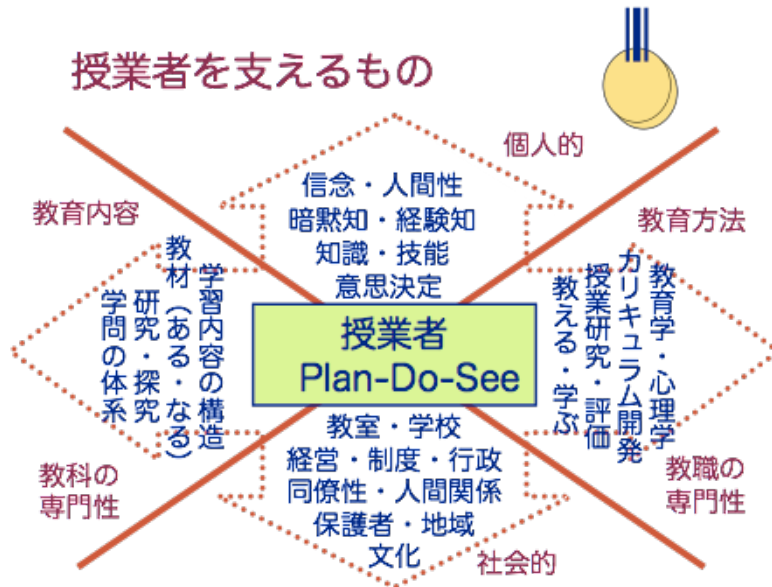 授業者を支えるもの
個人的
信念・人間性
暗黙知・経験知
知識・技能
意思決定
教育内容
教育方法
学習内容の構造
教材（ある・なる）
研究・探究
学問の体系
授業者
Plan-Do-See
教育学・心理学
カリキュラム開発
授業研究・評価
教える・学ぶ
教室・学校
経営・制度・行政
同僚性・人間関係
保護者・地域
文化
教科の
専門性
教職の
専門性
社会的